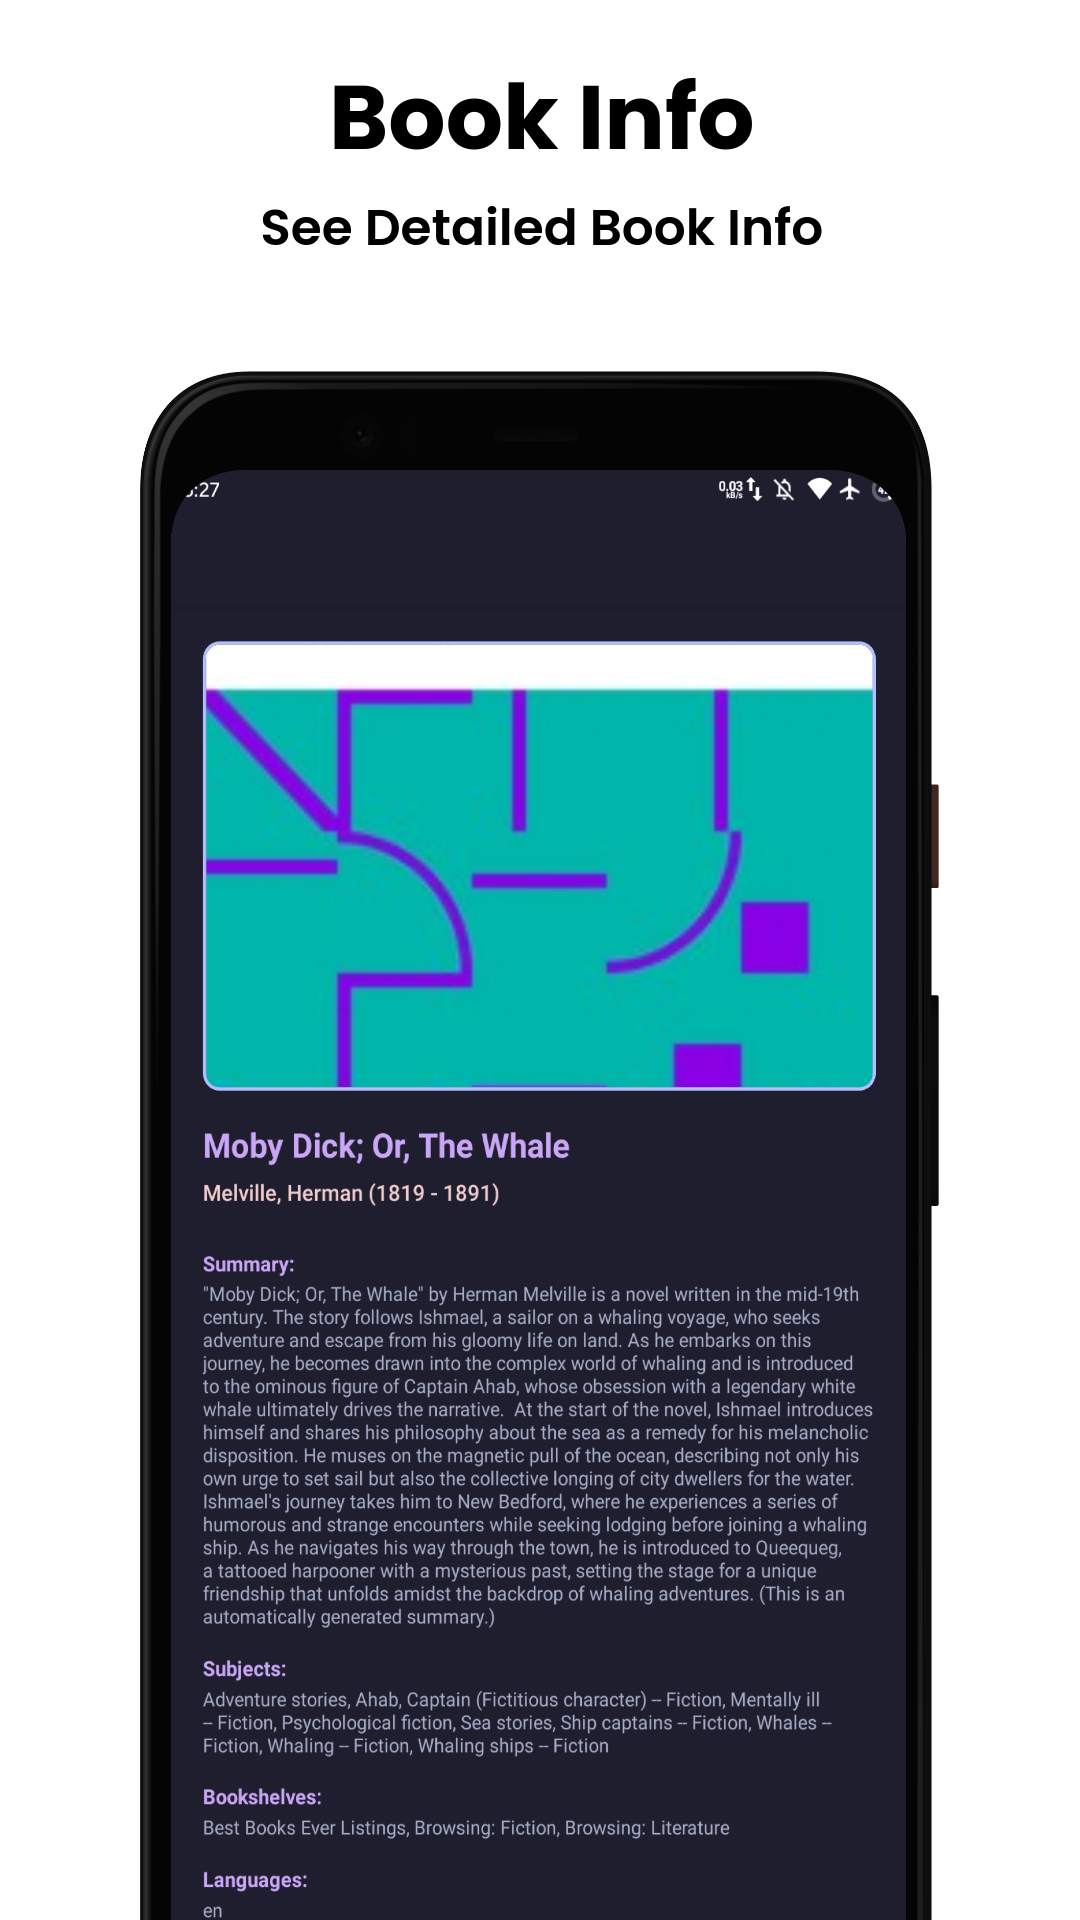 Book Info
See Detailed Book Info
:27
0,03
kB/s
Moby Dick; Or, The Whale
Melville, Herman (1819 - 1891)
Summary:
"Moby Dick; Or, The Whale" by Herman Melville is a novel written in the mid-19th
century. The story follows Ishmael, a sailor on a whaling voyage, who seeks
adventure and escape from his gloomy life on land. As he embarks on this
journey, he becomes drawn into the complex world of whaling and is introduced
to the ominous figure of Captain Ahab, whose obsession with a legendary white
whale ultimately drives the narrative.  At the start of the novel, Ishmael introduces
himself and shares his philosophy about the sea as a remedy for his melancholic
disposition. He muses on the magnetic pull of the ocean, describing not only his
own urge to set sail but also the collective longing of city dwellers for the water.
Ishmael's journey takes him to New Bedford, where he experiences a series of
humorous and strange encounters while seeking lodging before joining a whaling
ship. As he navigates his way through the town, he is introduced to Queequeg,
a tattooed harpooner with a mysterious past, setting the stage for a unique
friendship that unfolds amidst the backdrop of whaling adventures. (This is an
automatically generated summary.)
Subjects:
Adventure stories, Ahab, Captain (Fictitious character) -- Fiction, Mentally ill
-- Fiction, Psychological fiction, Sea stories, Ship captains -- Fiction, Whales --
Fiction, Whaling -- Fiction, Whaling ships -- Fiction
Bookshelves:
Best Books Ever Listings, Browsing: Fiction, Browsing: Literature
Languages:
en